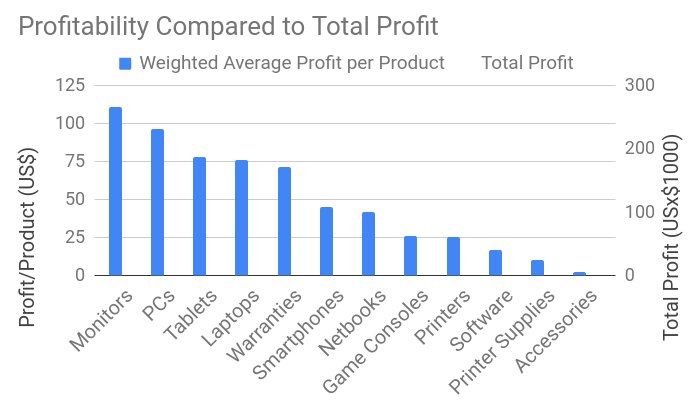 Profitability Compared to Total Profit
Weighted Average Profit per Product Total Profit
125 300
100
75 200
50 100
25
0 0
Profit/Product (US$)
Total Profit (USx$1000)
Monitors
PCs
Tablets
Laptops
Warranties
Smartphones
Netbooks
Game Consoles
Printers
Software
Printer Supplies
Accessories